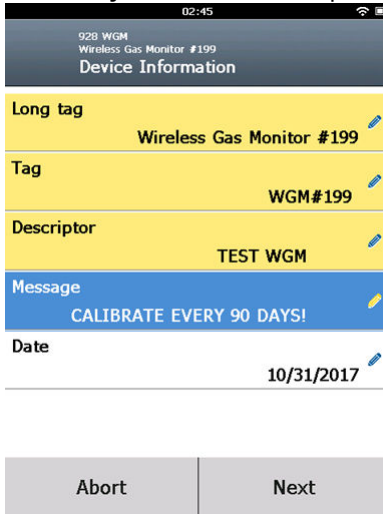 02:45
928 WGM
Wireless Gas Monitor #199
Device Information
Long tag
Wireless Gas Monitor #199
Tag
WGM#199
Descriptor
TEST WGM
Message
CALIBRATE EVERY 90 DAYS!
Date
10/31/2017
Abort
Next